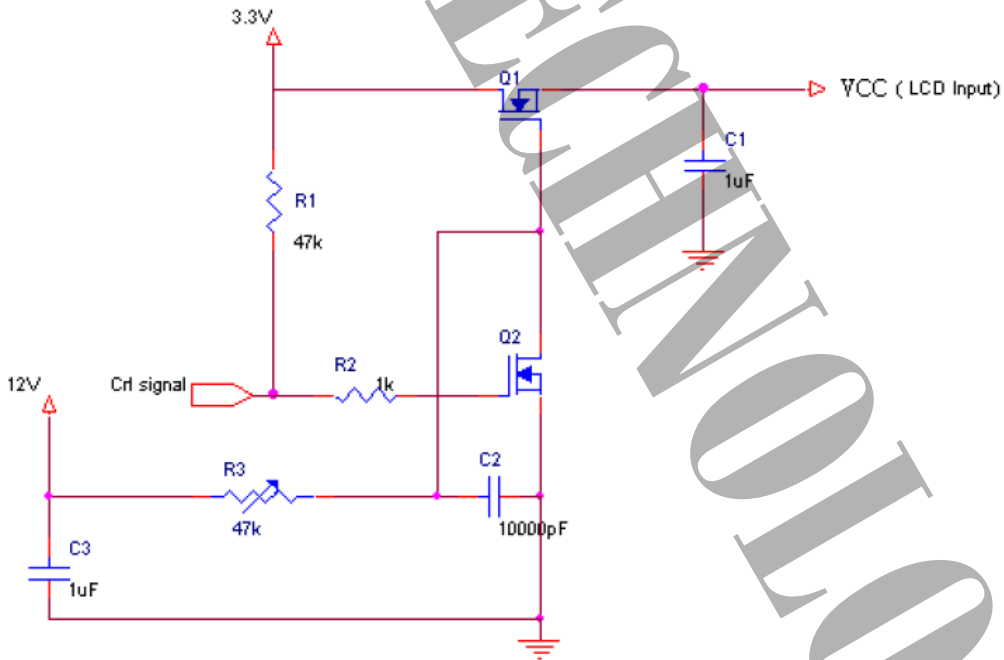 3.3V
Q1
VCC ( LCD Input)
C1
1uF
R1
47k
Q2
R2
1k
12V
Crl signal
R3
47k
C2
10000pF
C3
1uF
ECHNOLO